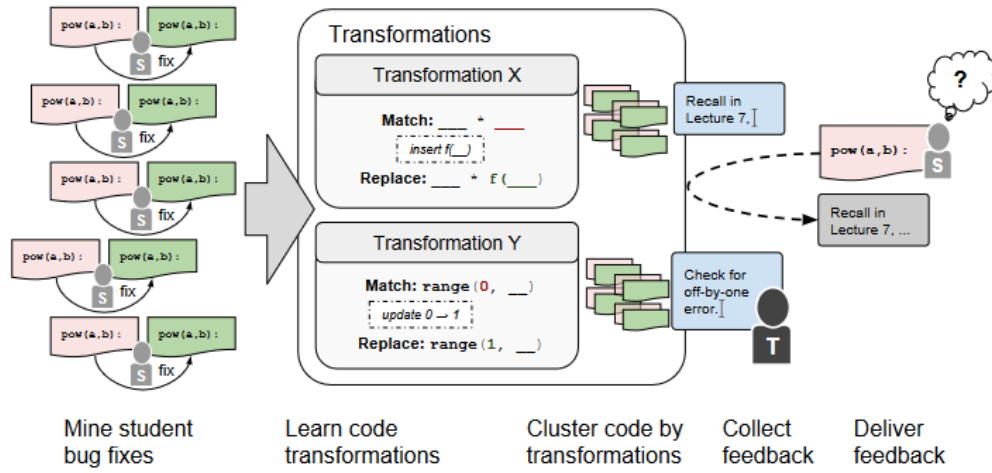 pow(a,b): pow(a,b):
S fix
pow(a,b): pow(a,b):
S fix
pow(a,b): pow(a,b):
S fix
pow(a,b): pow(a,b):
S fix
pow(a,b): pow(a,b):
S fix
Transformations
Transformation X
Match: ___ * ___
insert f(__)
Replace: ___ * f(___)
Transformation Y
Match: range(0, __)
update 0 → 1
Replace: range(1, __)
Recall in
Lecture 7,
Check for
off-by-one
error.
T
?
pow(a,b):
S
Recall in
Lecture 7, ...
Mine student
bug fixes
Learn code
transformations
Cluster code by
transformations
Collect
feedback
Deliver
feedback